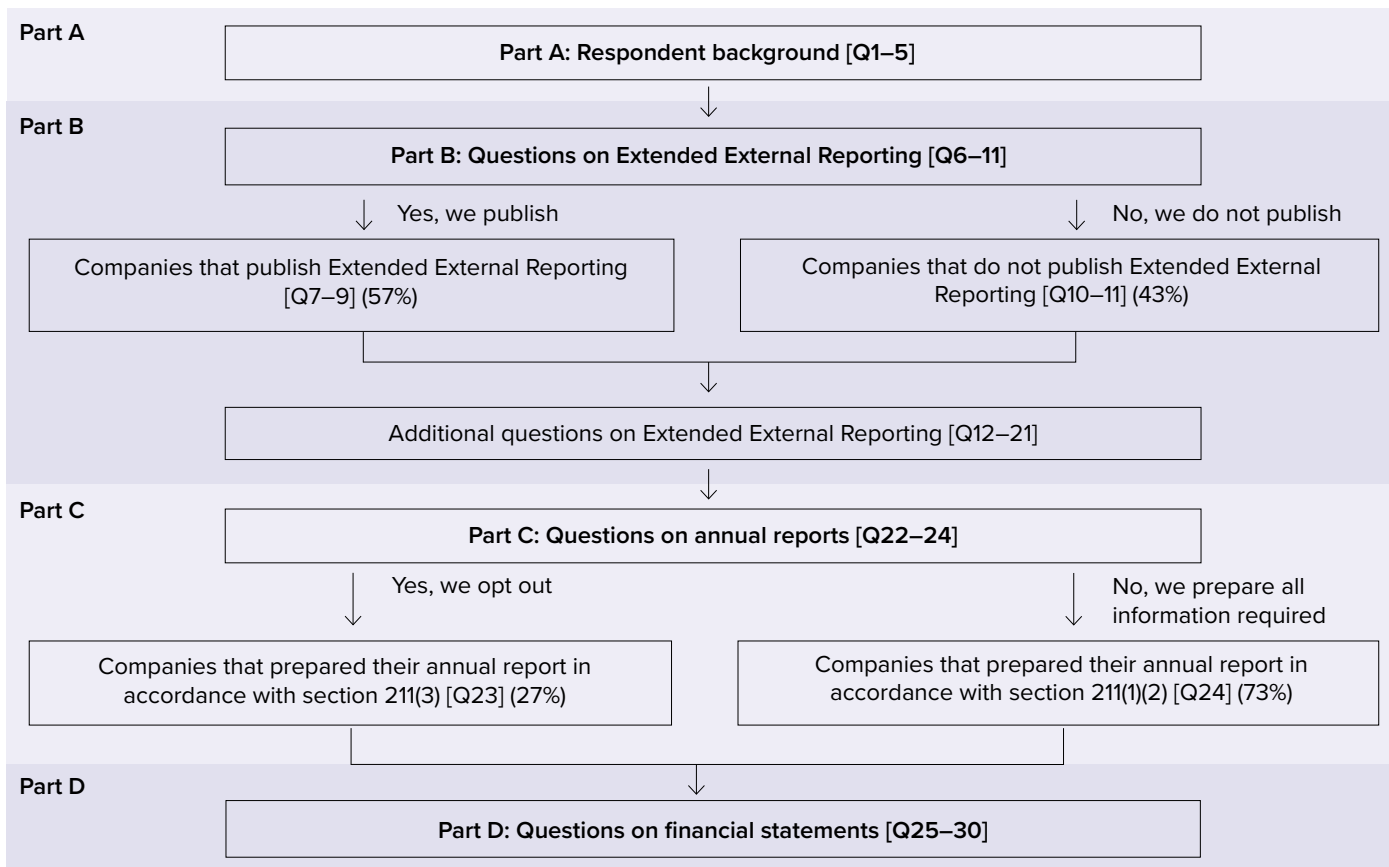 Part A
Part A: Respondent background [Q1–5]
Part B
Part B: Questions on Extended External Reporting [Q6–11]
Yes, we publish
No, we do not publish
Companies that publish Extended External Reporting
[Q7–9] (57%)
Companies that do not publish Extended External
Reporting [Q10–11] (43%)
Additional questions on Extended External Reporting [Q12–21]
Part C
Part C: Questions on annual reports [Q22–24]
Yes, we opt out
No, we prepare all
information required
Companies that prepared their annual report in
accordance with section 211(3) [Q23] (27%)
Companies that prepared their annual report in
accordance with section 211(1)(2) [Q24] (73%)
Part D
Part D: Questions on financial statements [Q25–30]